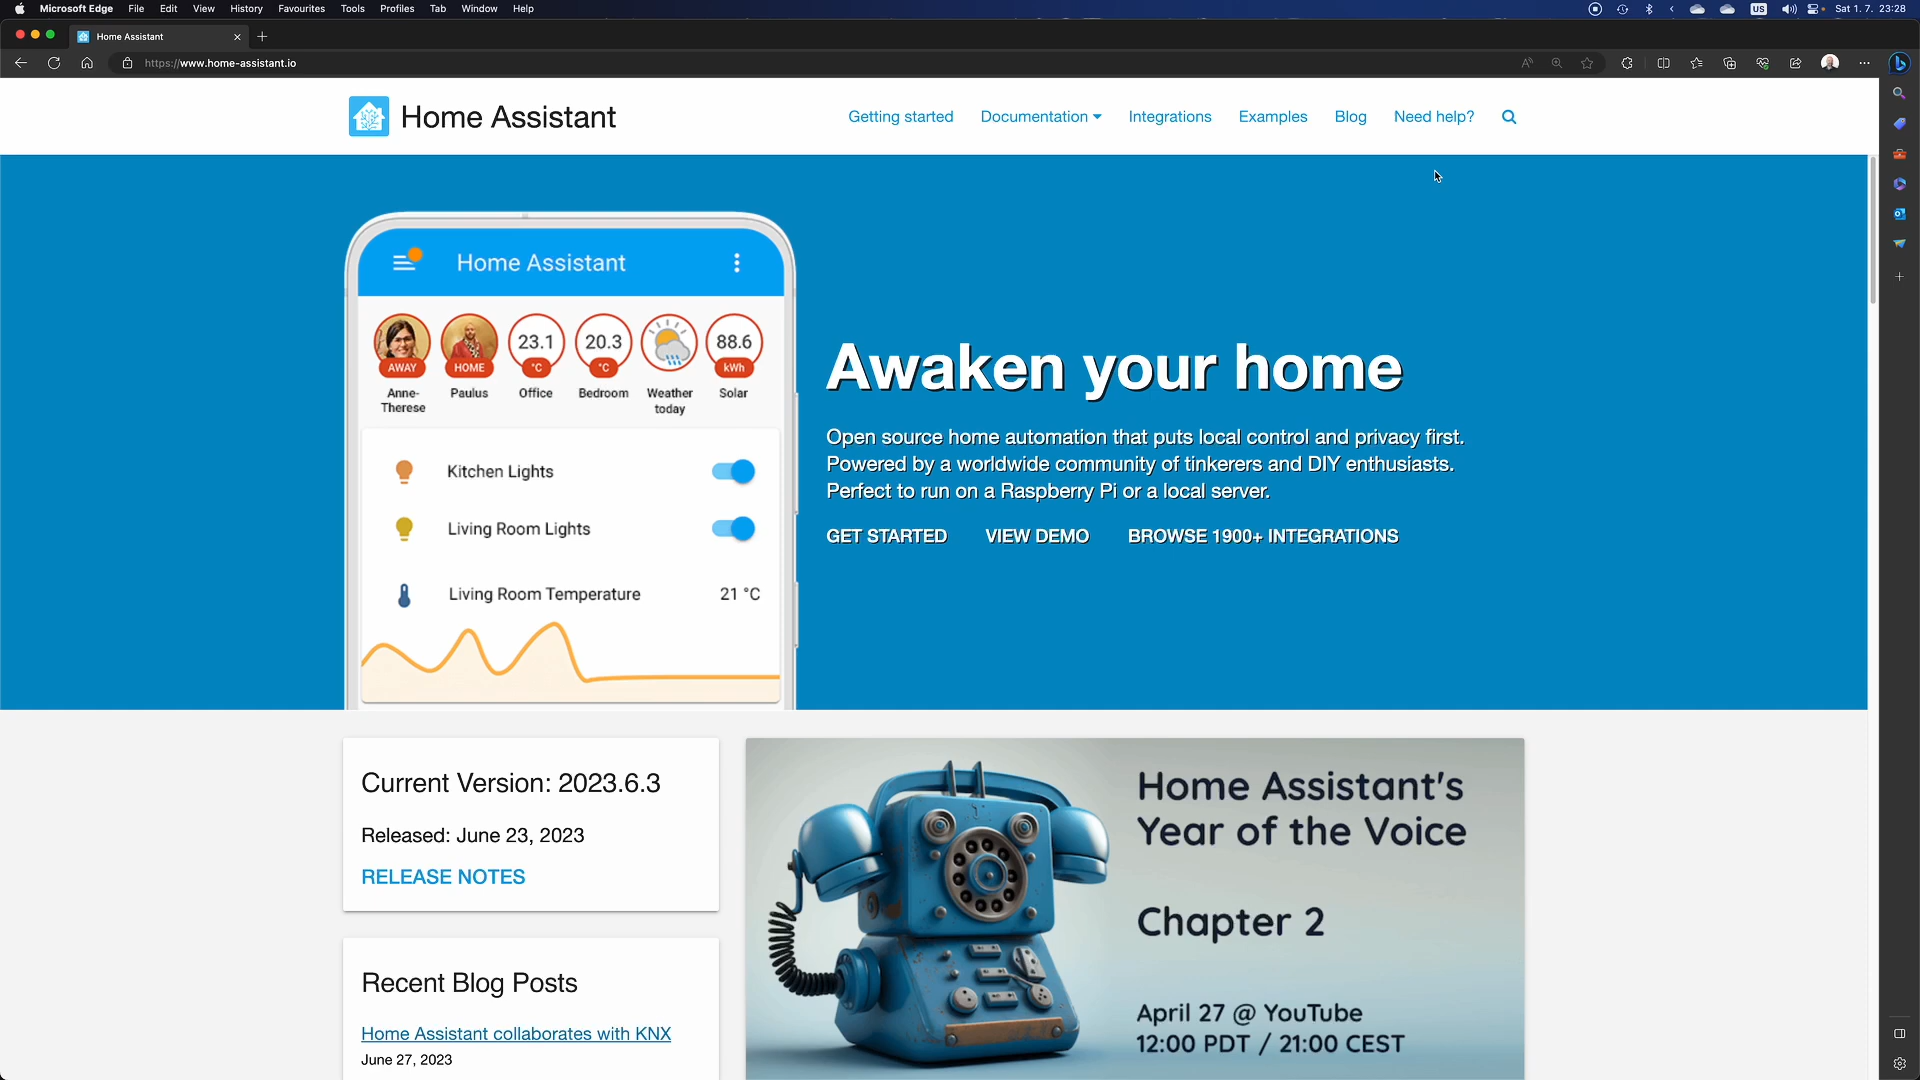 Microsoft Edge File Edit View History Favourites Tools Profiles Tab Window Help
US Sat 1. 7. 23:28
Home Assistant
https://www.home-assistant.io
Home Assistant
Getting started Documentation Integrations Examples Blog Need help?
Home Assistant
23.1 20.3 88.6
AWAY HOME °C °C kWh
Anne-Therese Paulus Office Bedroom Weather today Solar
Kitchen Lights
Living Room Lights
Living Room Temperature 21 °C
Awaken your home
Open source home automation that puts local control and privacy first.
Powered by a worldwide community of tinkerers and DIY enthusiasts.
Perfect to run on a Raspberry Pi or a local server.
GET STARTED VIEW DEMO BROWSE 1900+ INTEGRATIONS
Current Version: 2023.6.3
Released: June 23, 2023
RELEASE NOTES
Recent Blog Posts
Home Assistant collaborates with KNX
June 27, 2023
Home Assistant's
Year of the Voice
Chapter 2
April 27 @ YouTube
12:00 PDT / 21:00 CEST